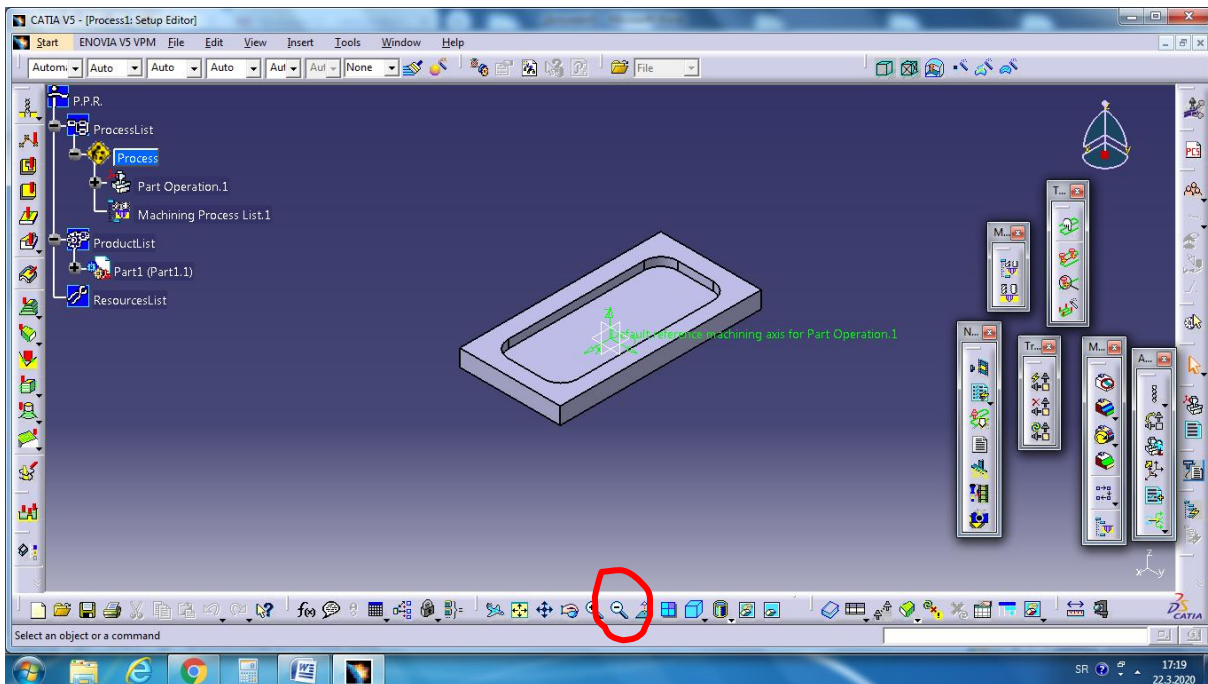 CATIA V5 - [Process1: Setup Editor]
Start ENOVIA V5 VPM File Edit View Insert Tools Window Help
Automa Auto Auto Auto Aut Aut None File
P.P.R.
ProcessList
Process
Part Operation.1
Machining Process List.1
ProductList
Part1 (Part1.1)
ResourcesList
T...
M...
N...
Tr...
M...
A...
Default reference machining axis for Part Operation.1
Z
z
x y
PCS
f(x)
CATIA
Select an object or a command
SR 17:19
22.3.2020